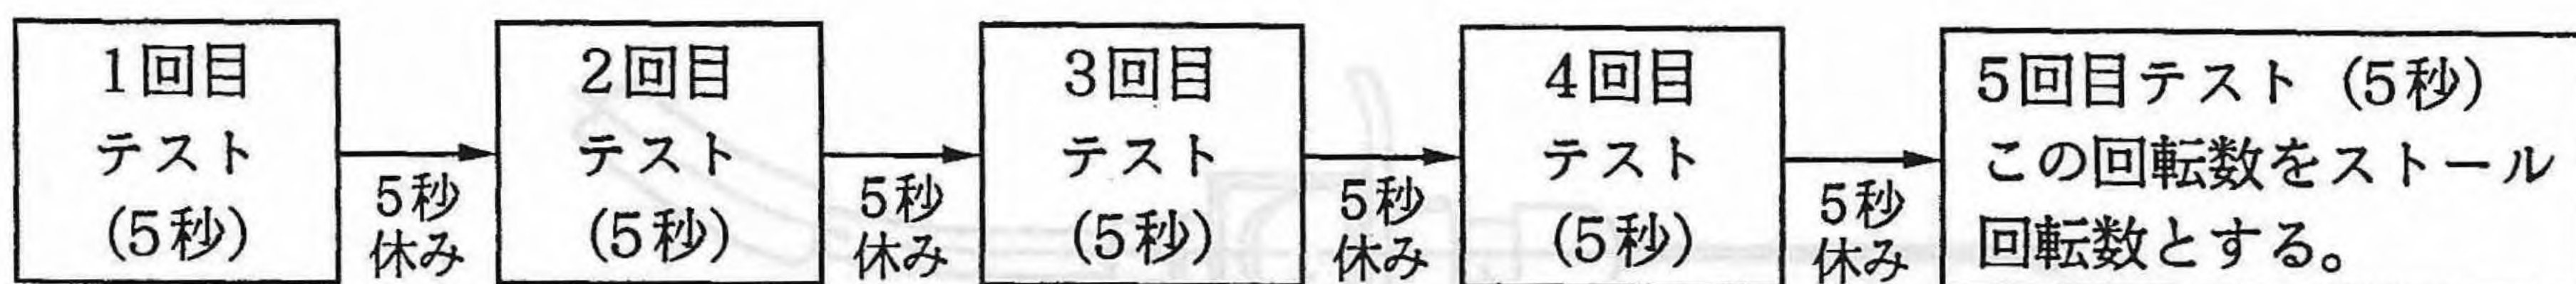 1回目
テスト
(5秒)
5秒
休み
2回目
テスト
(5秒)
5秒
休み
3回目
テスト
(5秒)
5秒
休み
4回目
テスト
(5秒)
5秒
休み
5回目テスト (5秒)
この回転数をストール
回転数とする。